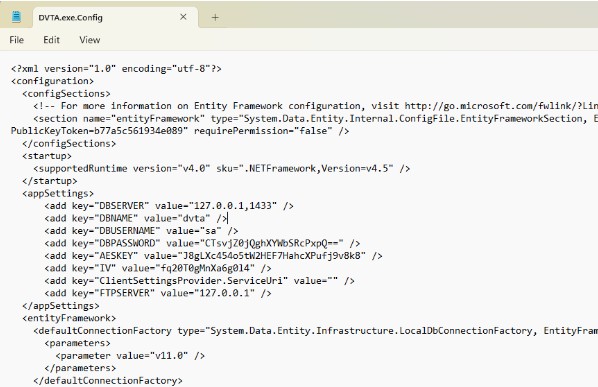 DVTA.exe.Config
File Edit View
<?xml version="1.0" encoding="utf-8"?>
<configuration>
<configSections>
<!-- For more information on Entity Framework configuration, visit http://go.microsoft.com/fwlink/?Lin
<section name="entityFramework" type="System.Data.Entity.Internal.ConfigFile.EntityFrameworkSection, E
PublicKeyToken=b77a5c561934e089" requirePermission="false" />
</configSections>
<startup>
<supportedRuntime version="v4.0" sku=".NETFramework,Version=v4.5" />
</startup>
<appSettings>
<add key="DBSERVER" value="127.0.0.1,1433" />
<add key="DBNAME" value="dvta" />
<add key="DBUSERNAME" value="sa" />
<add key="DBPASSWORD" value="CTsvjZ0jQghXYWbSRcPxpQ==" />
<add key="AESKEY" value="J8gLXc454o5tW2HEF7HahcXPufj9v8k8" />
<add key="IV" value="fq20T0gMnXa6g0l4" />
<add key="ClientSettingsProvider.ServiceUri" value="" />
<add key="FTPSERVER" value="127.0.0.1" />
</appSettings>
<entityFramework>
<defaultConnectionFactory type="System.Data.Entity.Infrastructure.LocalDbConnectionFactory, EntityFram
<parameters>
<parameter value="v11.0" />
</parameters>
</defaultConnectionFactory>